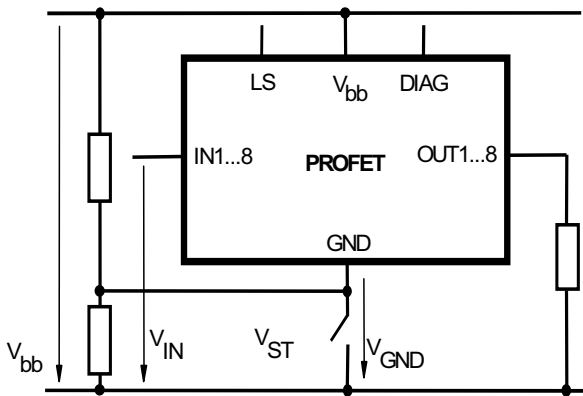 LS V_bb DIAG
IN1...8 PROFET OUT1...8
GND
V_bb V_IN V_ST V_GND